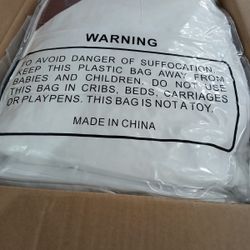 WARNING
TO AVOID DANGER OF SUFFOCATION,
KEEP THIS PLASTIC BAG AWAY FROM
BABIES AND CHILDREN. DO NOT USE
THIS BAG IN CRIBS, BEDS, CARRIAGES
OR PLAYPENS. THIS BAG IS NOT A TOY.
MADE IN CHINA